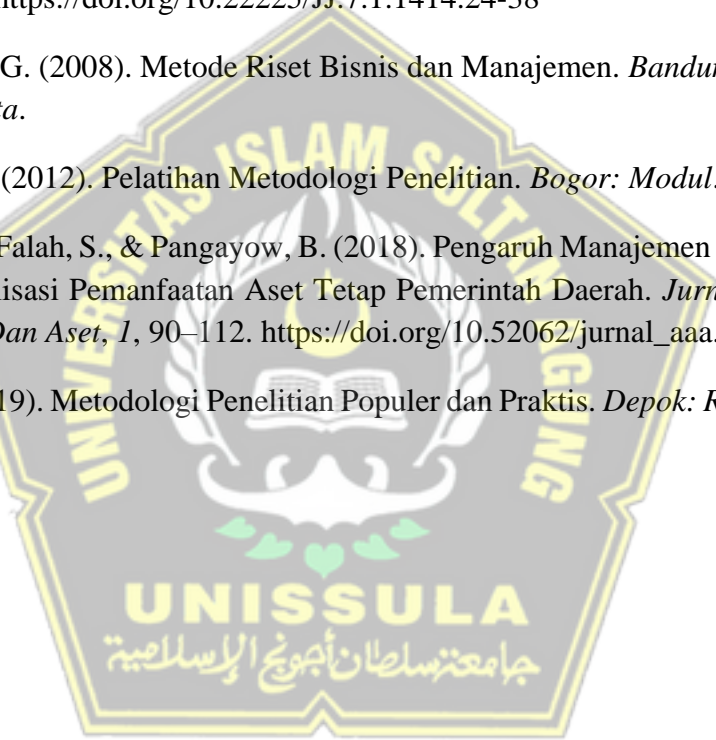 https://doi.org/10.22225/JJ.7.1.1414.24-38
G. (2008). Metode Riset Bisnis dan Manajemen. Bandun
ta.
(2012). Pelatihan Metodologi Penelitian. Bogor: Modul.
Falah, S., & Pangayow, B. (2018). Pengaruh Manajemen
lisasi Pemanfaatan Aset Tetap Pemerintah Daerah. Jurn
Dan Aset, 1, 90–112. https://doi.org/10.52062/jurnal_aaa.
19). Metodologi Penelitian Populer dan Praktis. Depok: R
UNIVERSITAS ISLAM SULTAN AGUNG
UNISSULA
جامعة سلطان أجونج الإسلامية